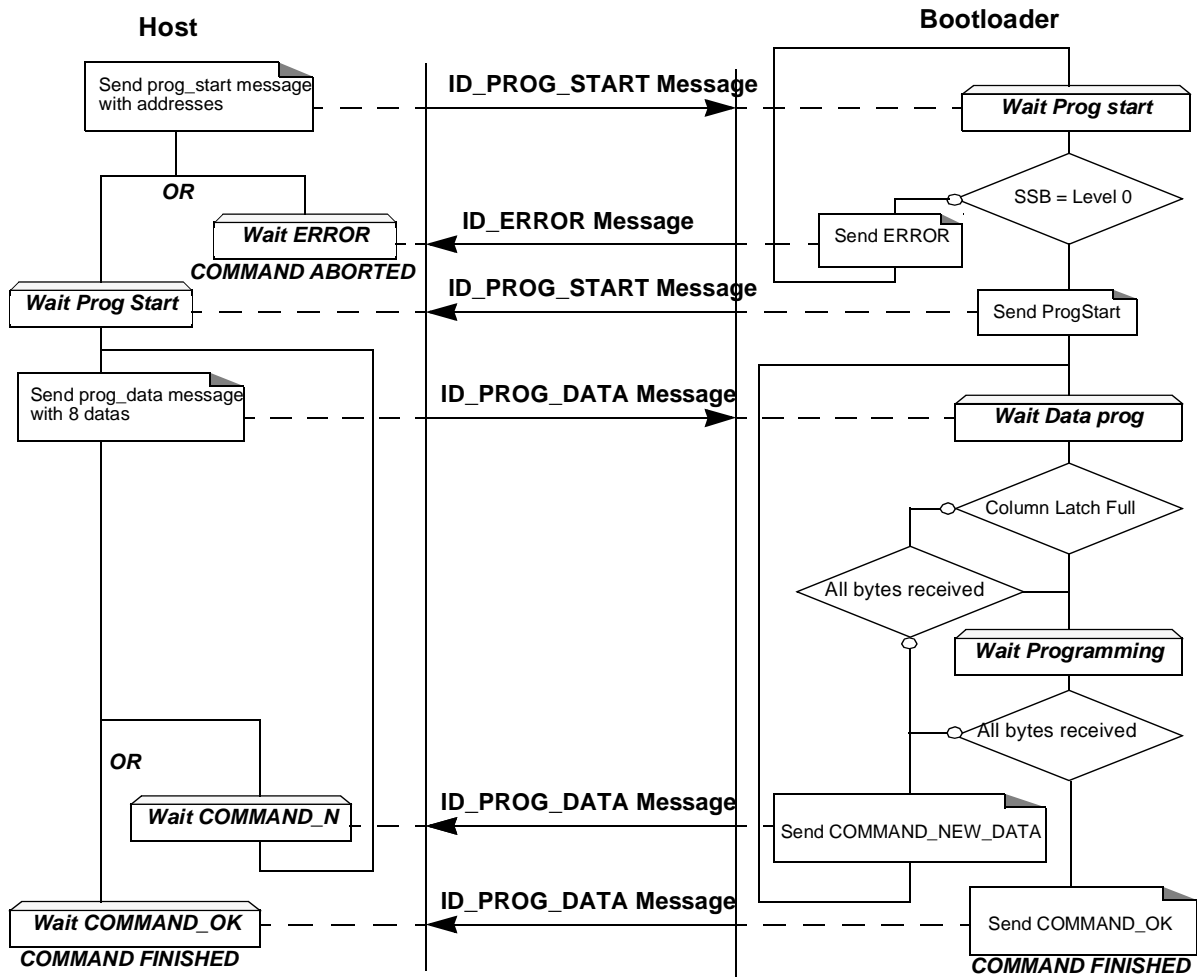 Host
Bootloader
Send prog_start message
with addresses
ID_PROG_START Message
Wait Prog start
OR
SSB = Level 0
Wait ERROR
ID_ERROR Message
Send ERROR
COMMAND ABORTED
Wait Prog Start
ID_PROG_START Message
Send ProgStart
Send prog_data message
with 8 datas
ID_PROG_DATA Message
Wait Data prog
Column Latch Full
All bytes received
Wait Programming
All bytes received
OR
Wait COMMAND_N
ID_PROG_DATA Message
Send COMMAND_NEW_DATA
Wait COMMAND_OK
ID_PROG_DATA Message
Send COMMAND_OK
COMMAND FINISHED
COMMAND FINISHED